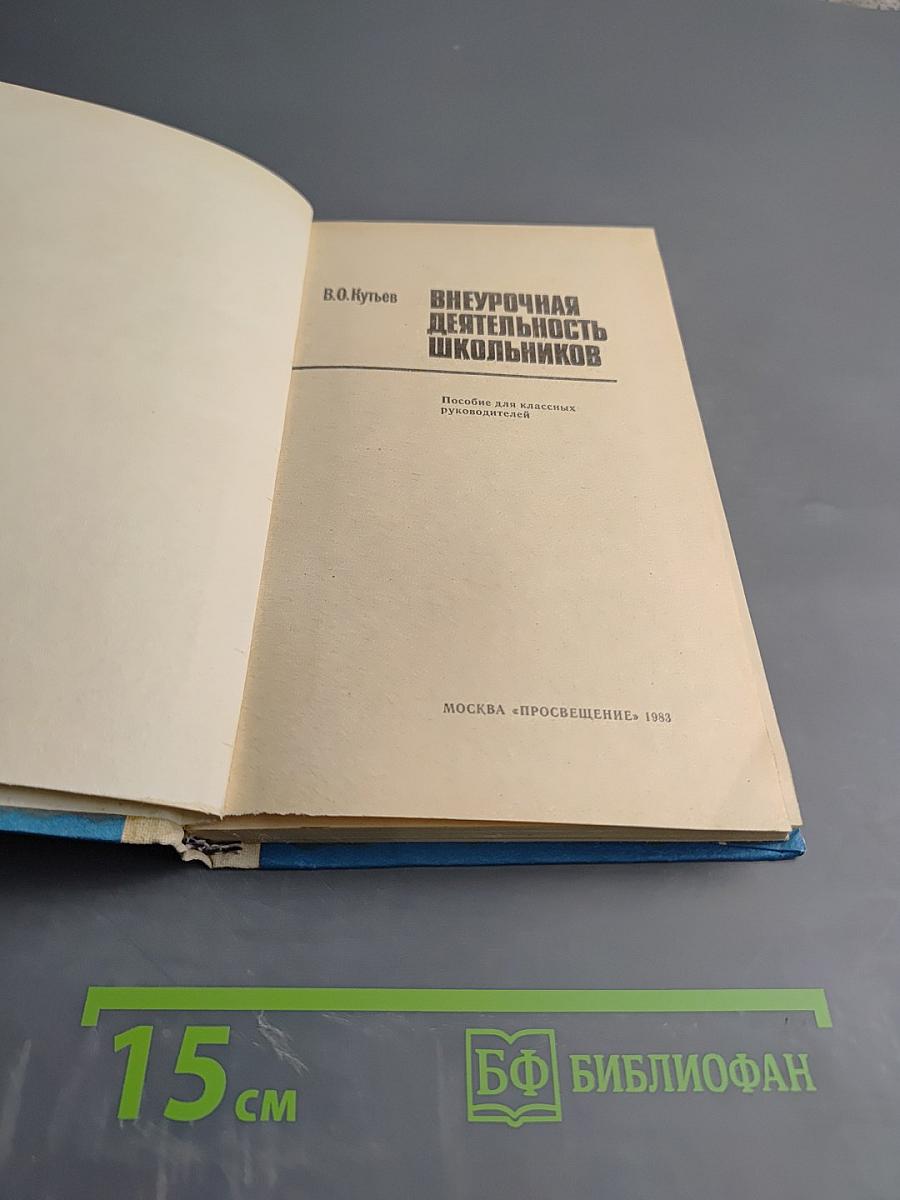 В.О.Кутьев
ВНЕУРОЧНАЯ
ДЕЯТЕЛЬНОСТЬ
ШКОЛЬНИКОВ
Пособие для классных
руководителей
МОСКВА «ПРОСВЕЩЕНИЕ» 1983
15 см
БФ БИБЛИОФАН